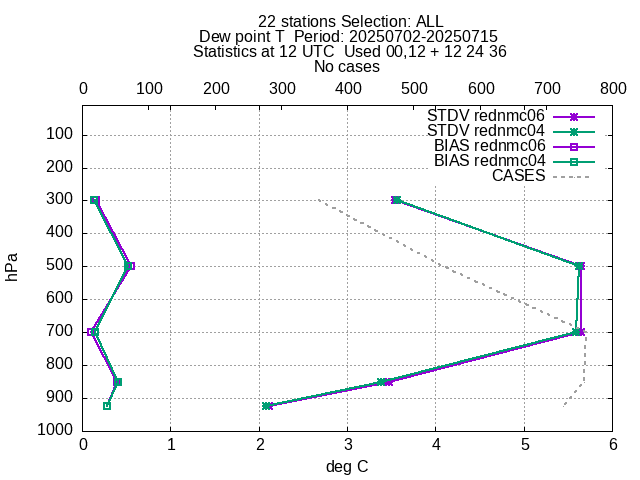 22 stations Selection: ALL
Dew point T  Period: 20250702-20250715
Statistics at 12 UTC  Used 00,12 + 12 24 36
No cases
0 100 200 300 400 500 600 700 800
STDV rednmc06
STDV rednmc04
BIAS rednmc06
BIAS rednmc04
CASES
100
200
300
400
500
600
700
800
900
1000
hPa
0 1 2 3 4 5 6
deg C